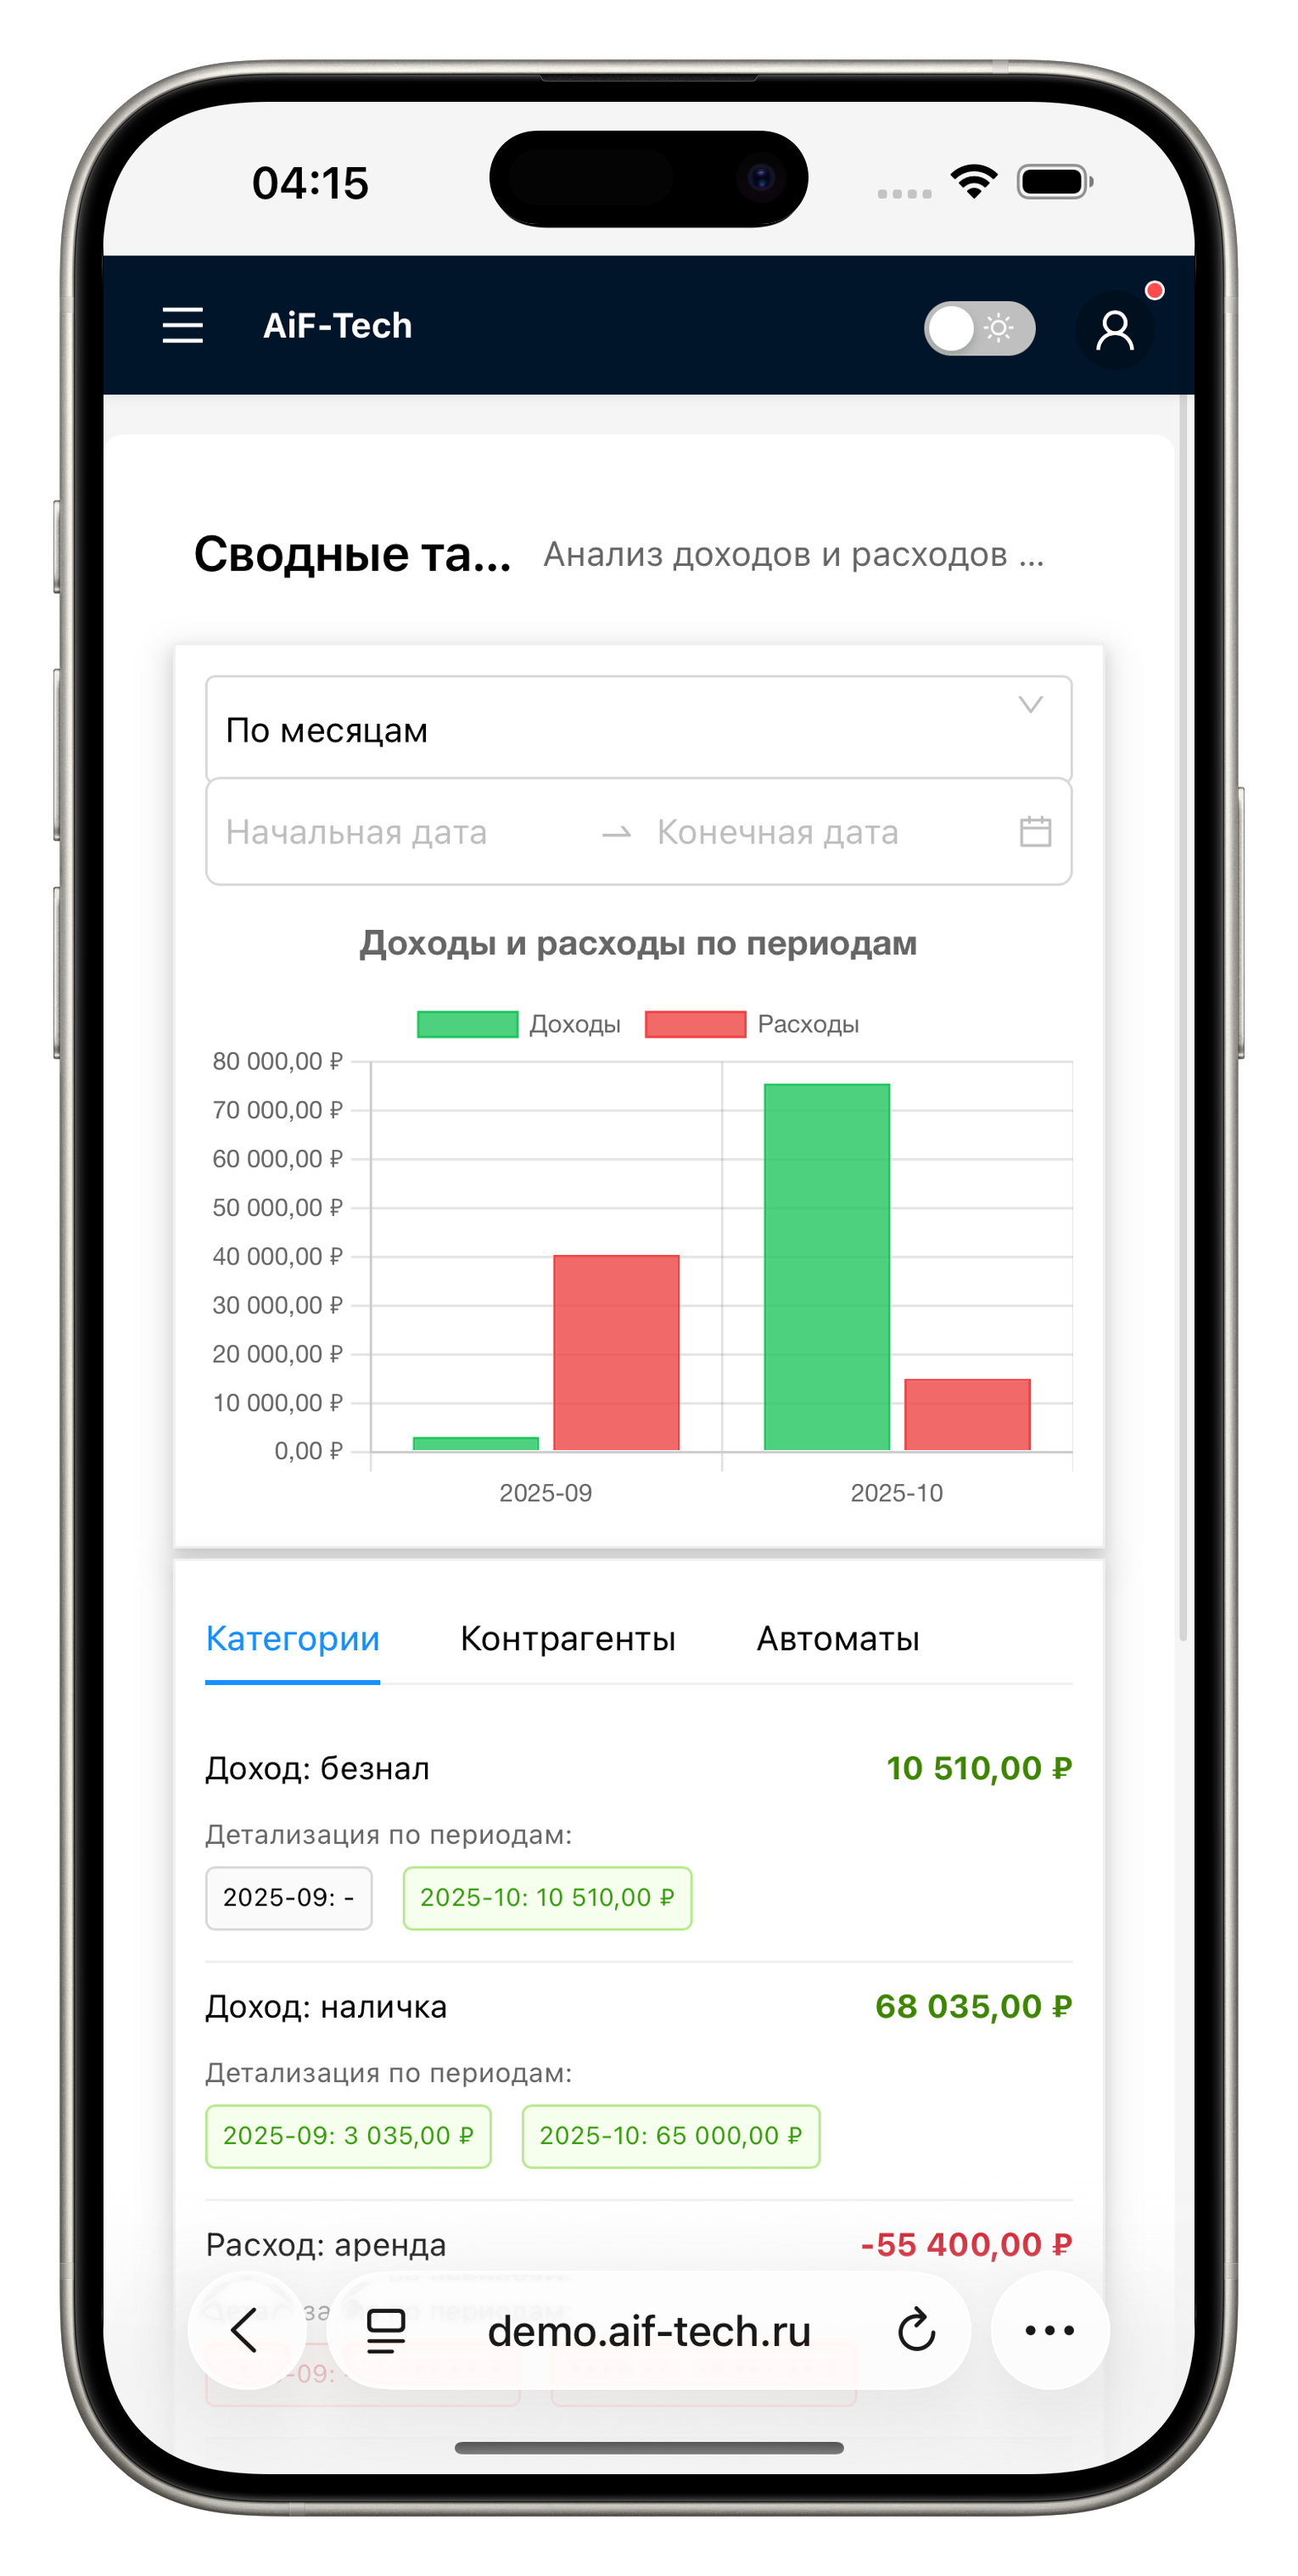 04:15
AiF-Tech
Сводные та... Анализ доходов и расходов ...
По месяцам
Начальная дата → Конечная дата
Доходы и расходы по периодам
Доходы Расходы
80 000,00 ₽
70 000,00 ₽
60 000,00 ₽
50 000,00 ₽
40 000,00 ₽
30 000,00 ₽
20 000,00 ₽
10 000,00 ₽
0,00 ₽
2025-09 2025-10
Категории Контрагенты Автоматы
Доход: безнал 10 510,00 ₽
Детализация по периодам:
2025-09: - 2025-10: 10 510,00 ₽
Доход: наличка 68 035,00 ₽
Детализация по периодам:
2025-09: 3 035,00 ₽ 2025-10: 65 000,00 ₽
Расход: аренда -55 400,00 ₽
demo.aif-tech.ru